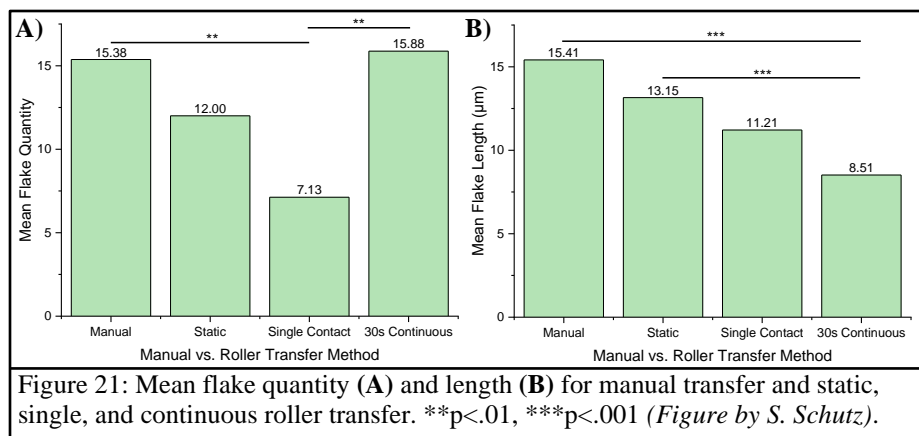 A)
**
**
15.38
12.00
7.13
15.88
15
10
5
0
Mean Flake Quantity
Manual
Static
Single Contact
30s Continuous
Manual vs. Roller Transfer Method
B)
***
***
15.41
13.15
11.21
8.51
15
10
5
0
Mean Flake Length (µm)
Manual
Static
Single Contact
30s Continuous
Manual vs. Roller Transfer Method
Figure 21: Mean flake quantity (A) and length (B) for manual transfer and static,
single, and continuous roller transfer. **p<.01, ***p<.001 (Figure by S. Schutz).